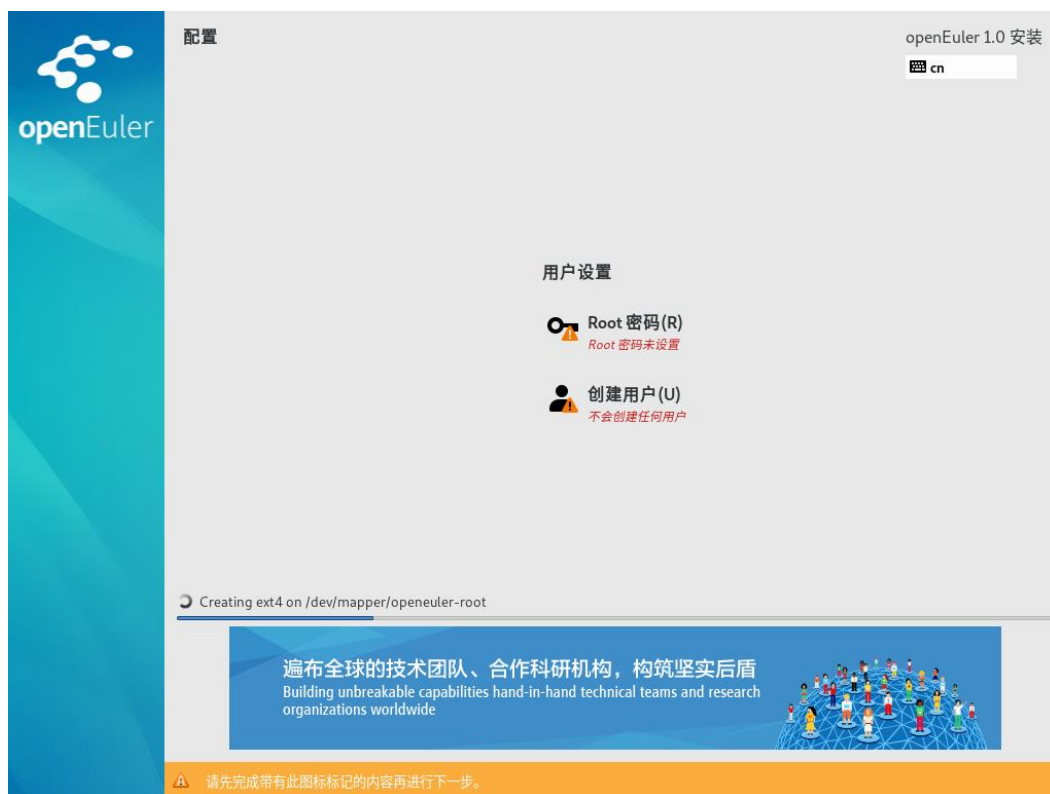 openEuler
配置
openEuler 1.0 安装
cn
用户设置
Root 密码(R)
Root 密码未设置
创建用户(U)
不会创建任何用户
Creating ext4 on /dev/mapper/openeuler-root
遍布全球的技术团队、合作科研机构，构筑坚实后盾
Building unbreakable capabilities hand-in-hand technical teams and research
organizations worldwide
请先完成带有此图标标记的内容再进行下一步。